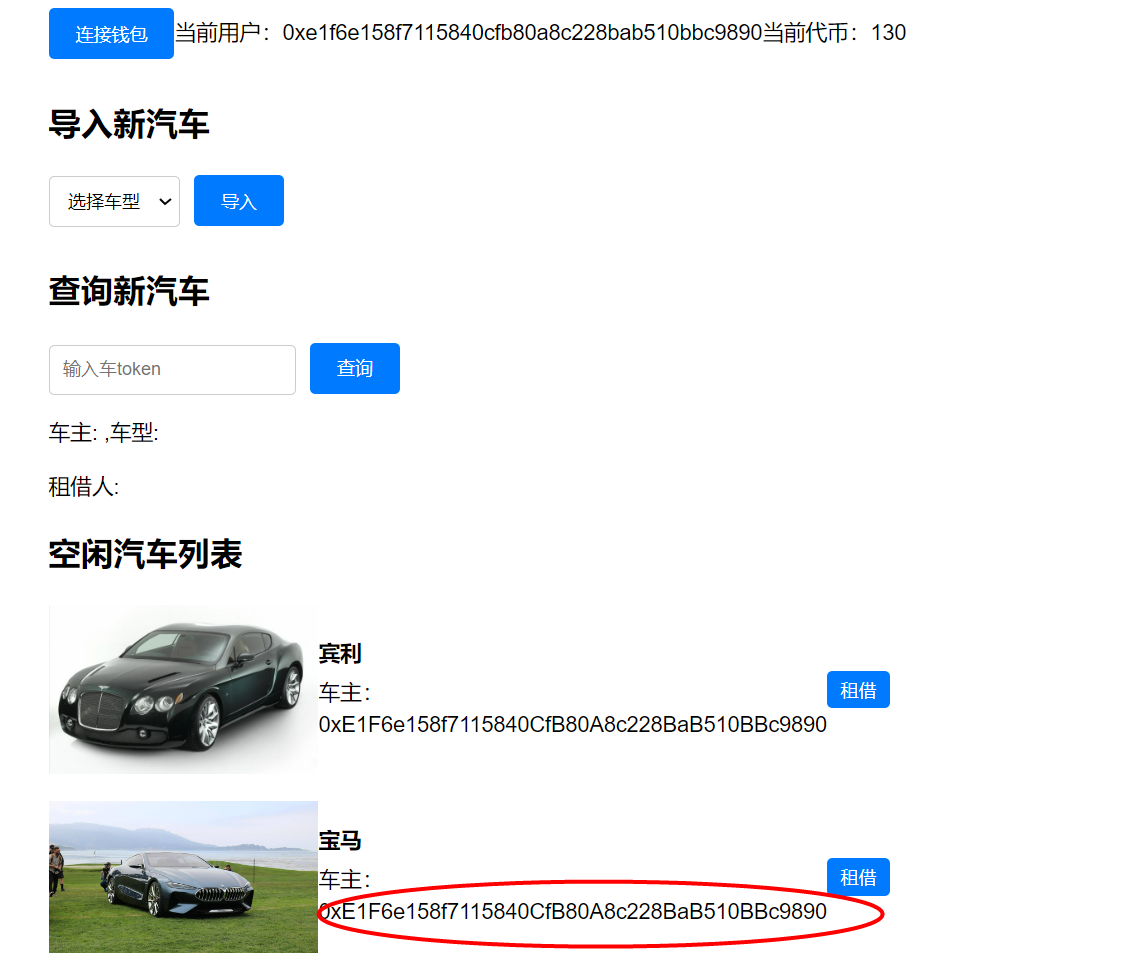 连接钱包 当前用户：0xe1f6e158f7115840cfb80a8c228bab510bbc9890当前代币：130
导入新汽车
选择车型 导入
查询新汽车
输入车token 查询
车主: ,车型:
租借人:
空闲汽车列表
宾利
车主：
租借
0xE1F6e158f7115840CfB80A8c228BaB510BBc9890
宝马
车主：
租借
0xE1F6e158f7115840CfB80A8c228BaB510BBc9890